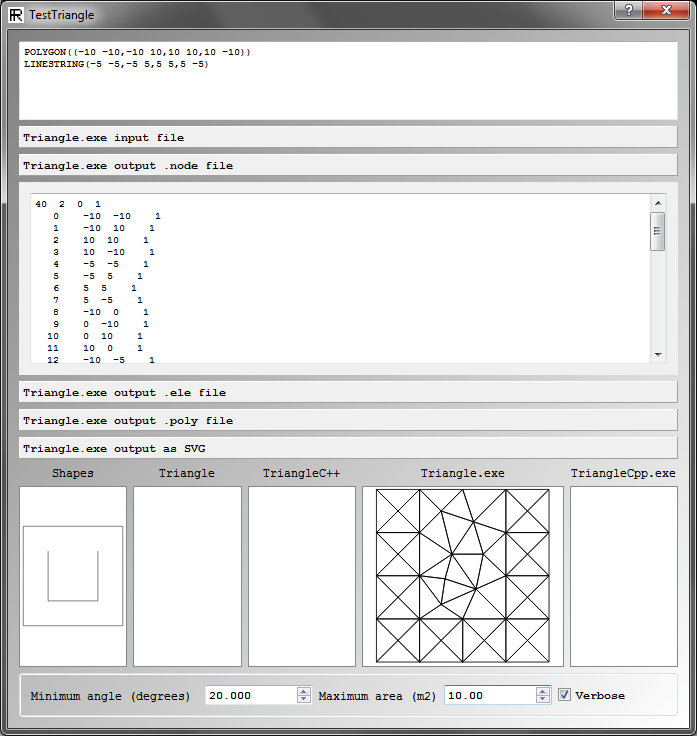 TestTriangle
POLYGON((-10 -10,-10 10,10 10,10 -10))
LINESTRING(-5 -5,-5 5,5 5,5 -5)
Triangle.exe input file
Triangle.exe output .node file
40 2 0 1
0 -10 -10 1
1 -10 10 1
2 10 10 1
3 10 -10 1
4 -5 -5 1
5 -5 5 1
6 5 5 1
7 5 -5 1
8 -10 0 1
9 0 -10 1
10 0 10 1
11 10 0 1
12 -10 -5 1
Triangle.exe output .ele file
Triangle.exe output .poly file
Triangle.exe output as SVG
Shapes Triangle TriangleC++ Triangle.exe TriangleCpp.exe
Minimum angle (degrees) 20.000 Maximum area (m2) 10.00 Verbose